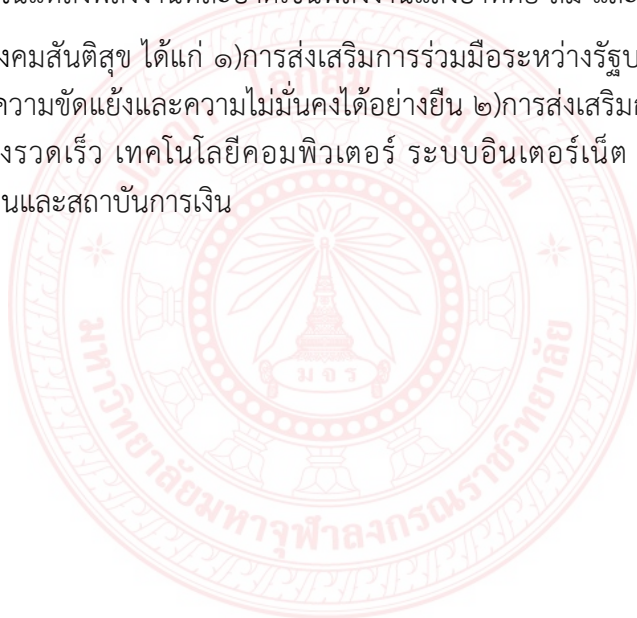 งคมสันติสุข ได้แก่ ๑)การส่งเสริมการร่วมมือระหว่างรัฐบ
ความขัดแย้งและความไม่มั่นคงได้อย่างยืน ๒)การส่งเสริมก
งรวดเร็ว เทคโนโลยีคอมพิวเตอร์ ระบบอินเตอร์เน็ต
นและสถาบันการเงิน
มจร
มหาวิทยาลัยมหาจุฬาลงกรณราชวิทยาลัย